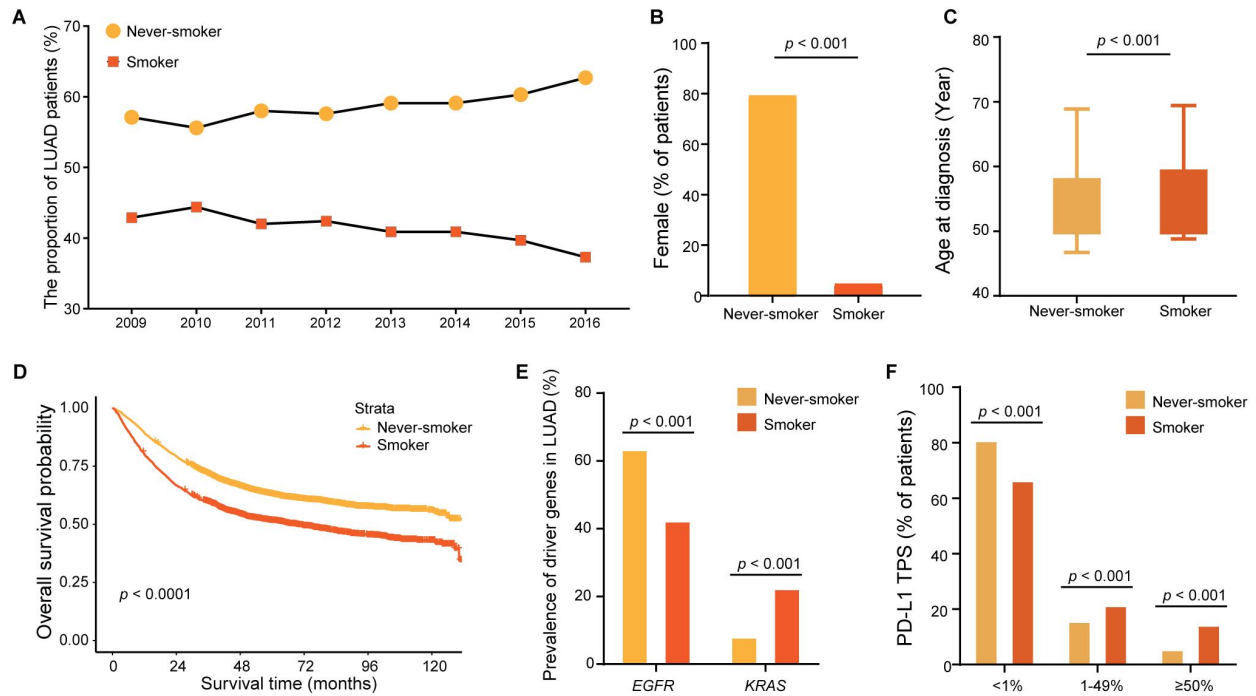 A
The proportion of LUAD patients (%)
Never-smoker
Smoker
70
60
50
40
30
2009 2010 2011 2012 2013 2014 2015 2016
B
Female (% of patients)
p < 0.001
100
80
60
40
20
0
Never-smoker Smoker
C
Age at diagnosis (Year)
p < 0.001
80
70
60
50
40
Never-smoker Smoker
D
Overall survival probability
Strata
Never-smoker
Smoker
1.00
0.75
0.50
0.25
0.00
p < 0.0001
0 24 48 72 96 120
Survival time (months)
E
Prevalence of driver genes in LUAD (%)
Never-smoker
Smoker
80
60
40
20
0
p < 0.001
p < 0.001
EGFR KRAS
F
PD-L1 TPS (% of patients)
Never-smoker
Smoker
100
80
60
40
20
0
p < 0.001
p < 0.001
p < 0.001
<1% 1-49% ≥50%